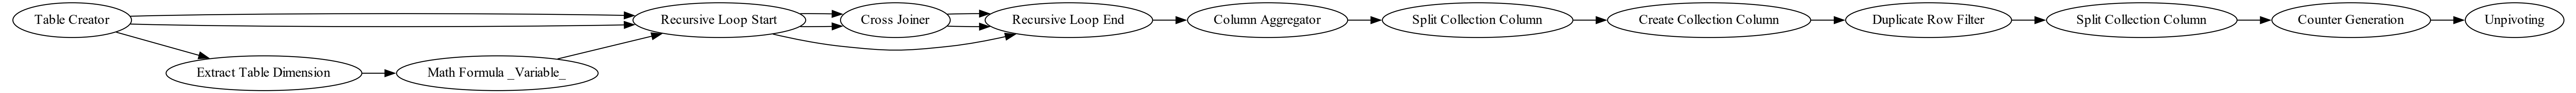 Table Creator
Recursive Loop Start
Cross Joiner
Recursive Loop End
Column Aggregator
Split Collection Column
Create Collection Column
Duplicate Row Filter
Split Collection Column
Counter Generation
Unpivoting
Extract Table Dimension
Math Formula _Variable_